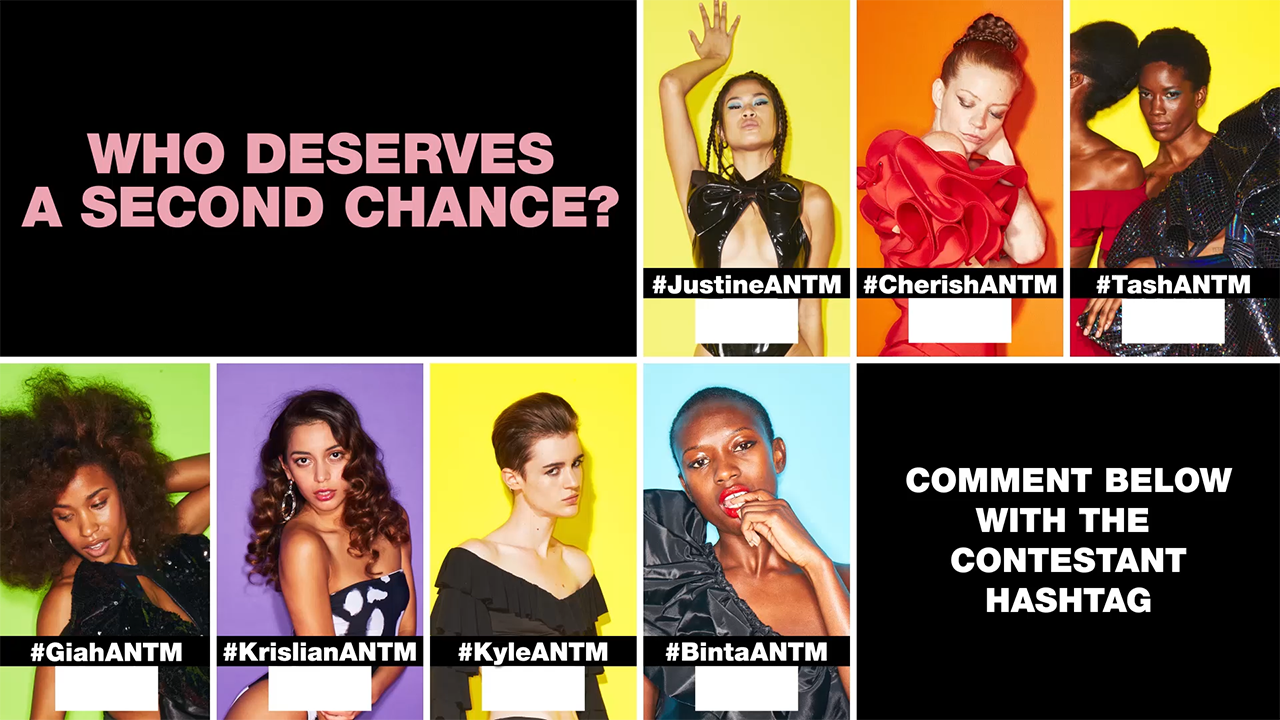 WHO DESERVES
A SECOND CHANCE?
#JustineANTM
#CherishANTM
#TashANTM
#GiahANTM
#KrislianANTM
#KyleANTM
#BintaANTM
COMMENT BELOW
WITH THE
CONTESTANT
HASHTAG